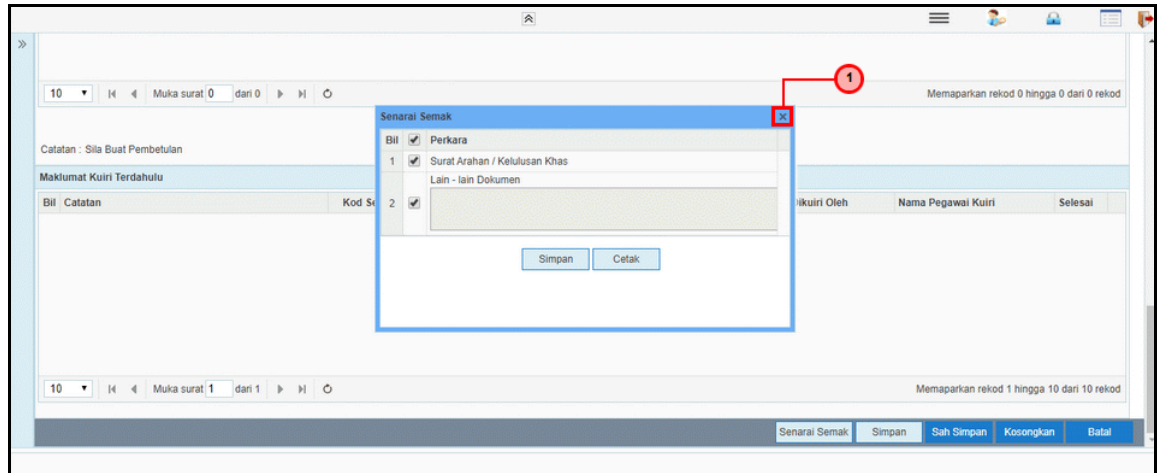 1
10 Muka surat 0 dari 0 Memaparkan rekod 0 hingga 0 dari 0 rekod
Senarai Semak
Bil Perkara
1 Surat Arahan / Kelulusan Khas
Lain - lain Dokumen
2
Simpan Cetak
Catatan : Sila Buat Pembetulan
Maklumat Kuiri Terdahulu
Bil Catatan Kod Nama Pegawai Kuiri Selesai
10 Muka surat 1 dari 1 Memaparkan rekod 1 hingga 10 dari 10 rekod
Senarai Semak Simpan Sah Simpan Kosongkan Batal